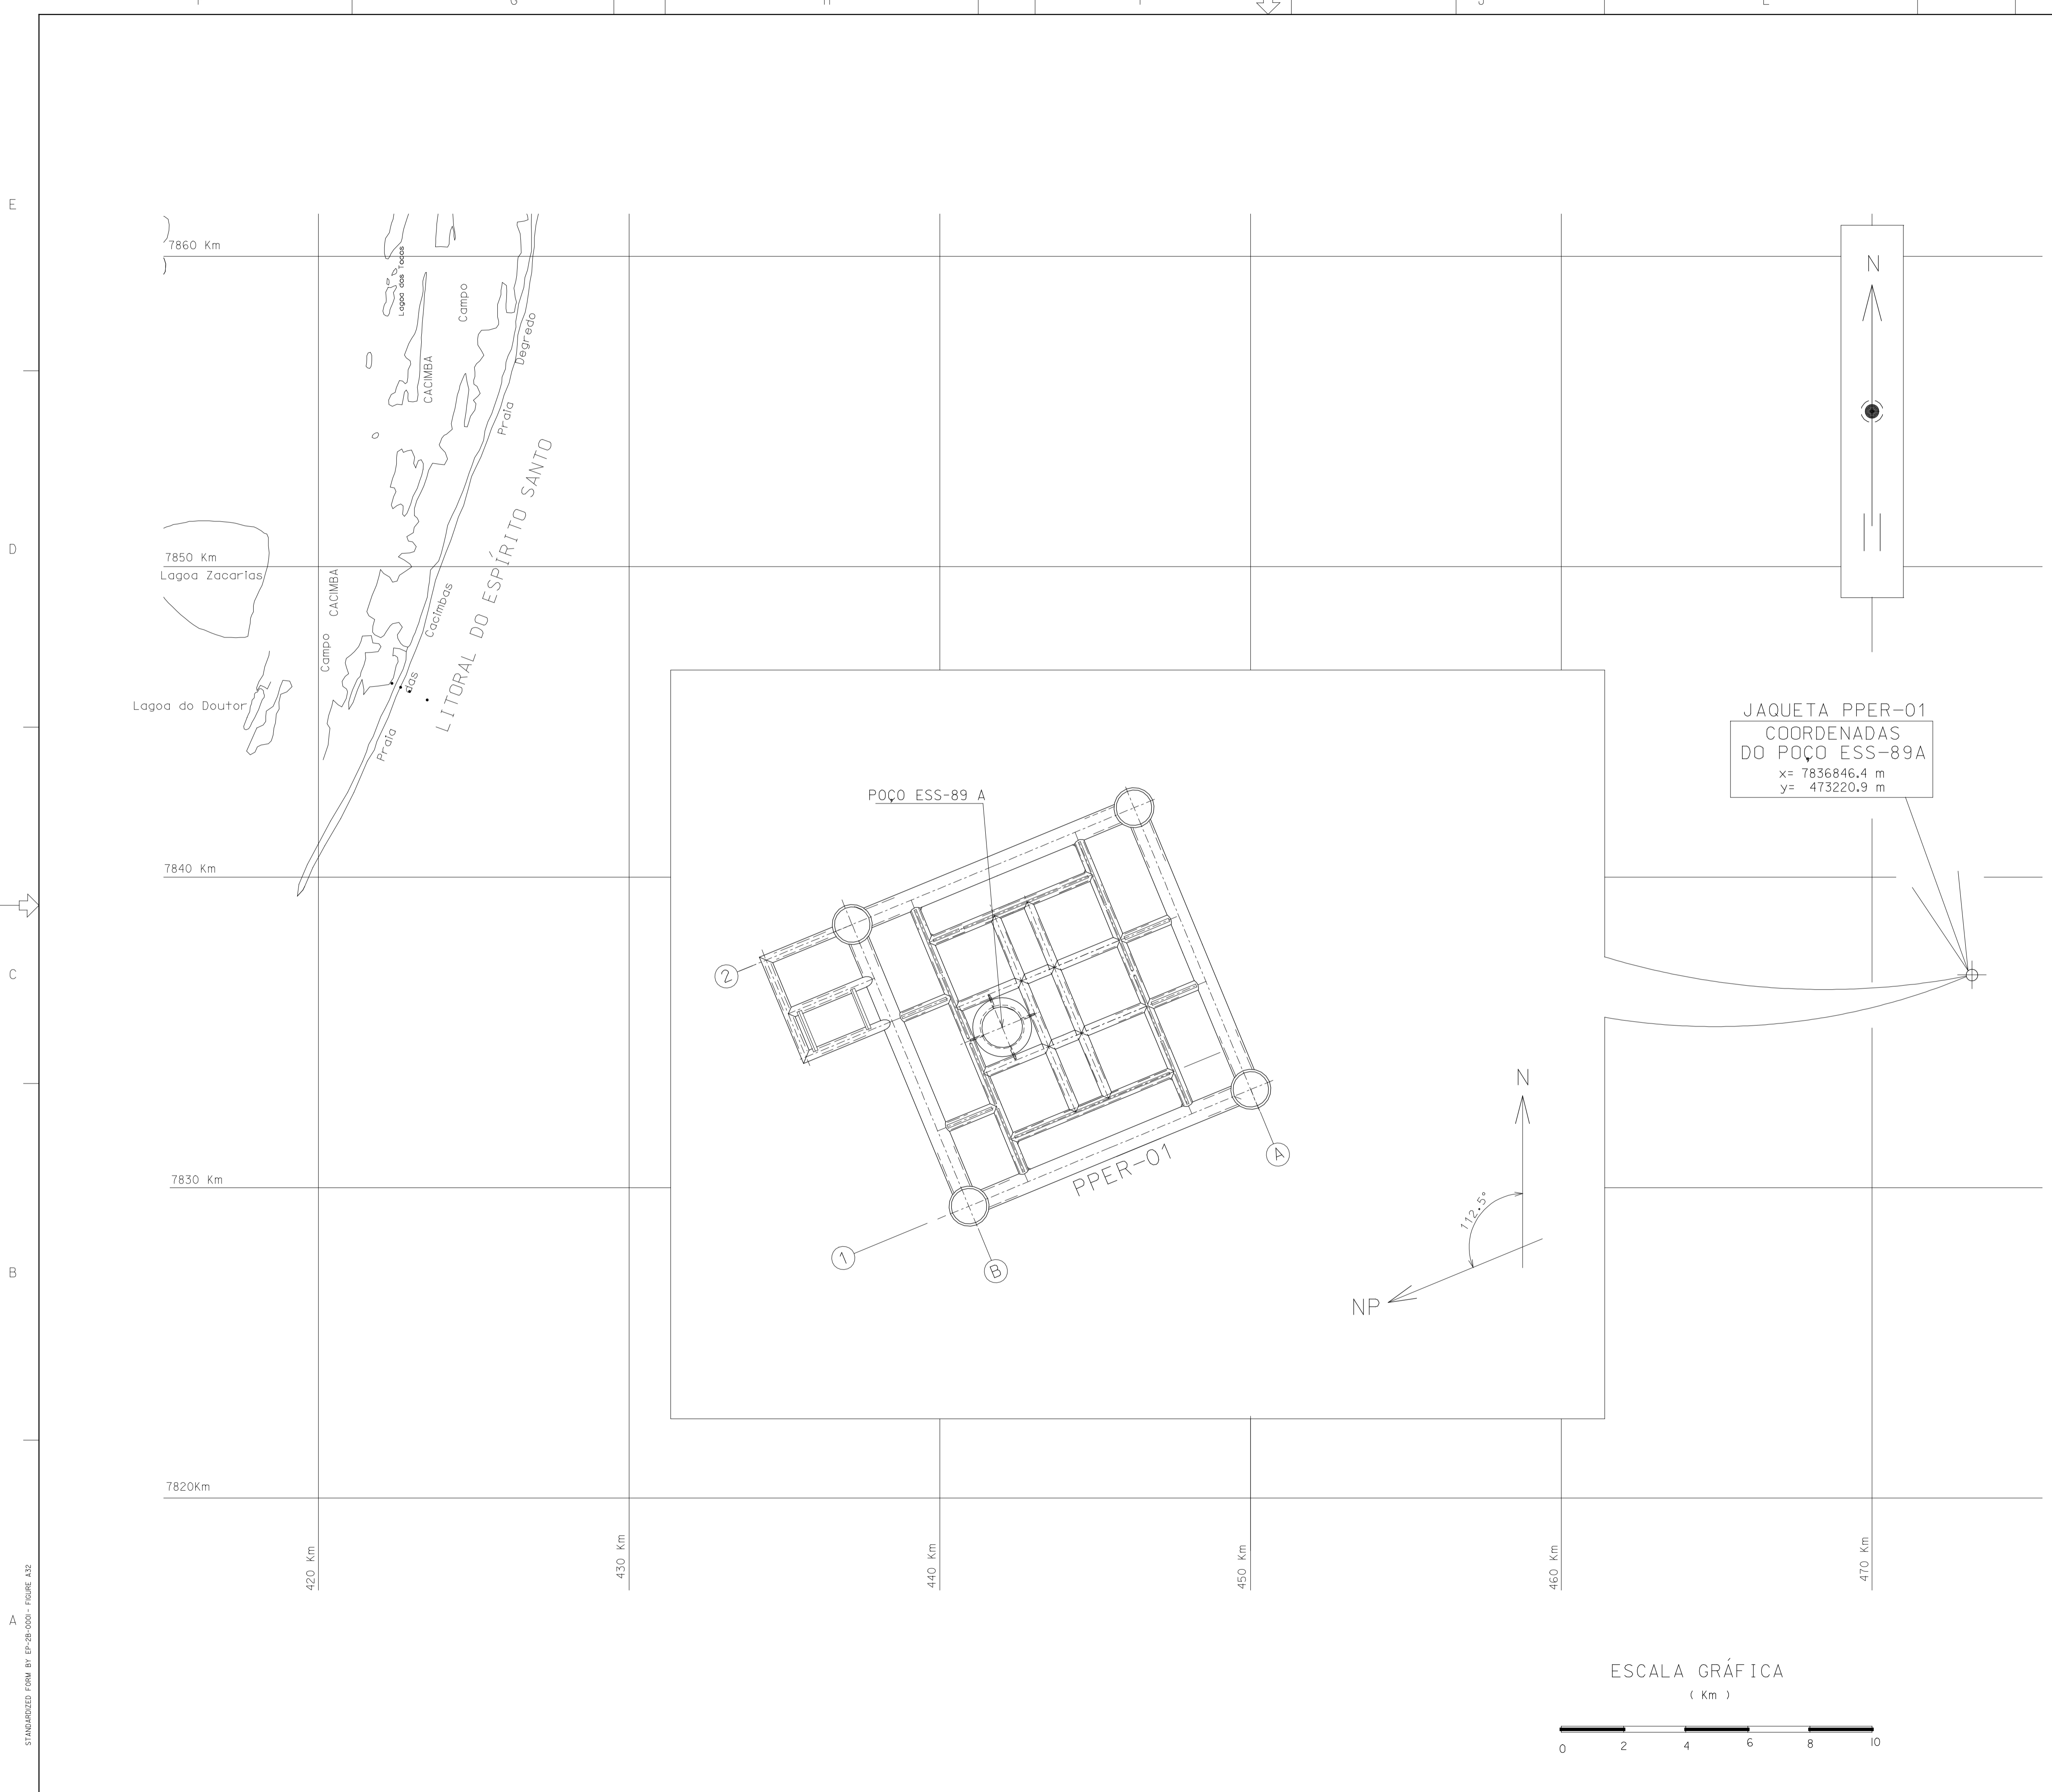 E
7860 Km
N
Lagoa dos Tocos
Campo
CACIMBA
Degredo
Praia
LITORAL DO ESPÍRITO SANTO
D
7850 Km
Lagoa Zacarias
CACIMBA
Campo
Cacimbas
das
Praia
Lagoa do Doutor
JAQUETA PPER-01
COORDENADAS
DO POÇO ESS-89A
x= 7836846.4 m
y= 473220.9 m
POÇO ESS-89 A
7840 Km
C
2
N
A
PPER-01
7830 Km
112.5°
1
B
B
NP
7820Km
420 Km
430 Km
440 Km
450 Km
460 Km
470 Km
A
STANDARDIZED FORM BY EP-2B-0001- FIGURE A32
ESCALA GRÁFICA
( Km )
0 2 4 6 8 10